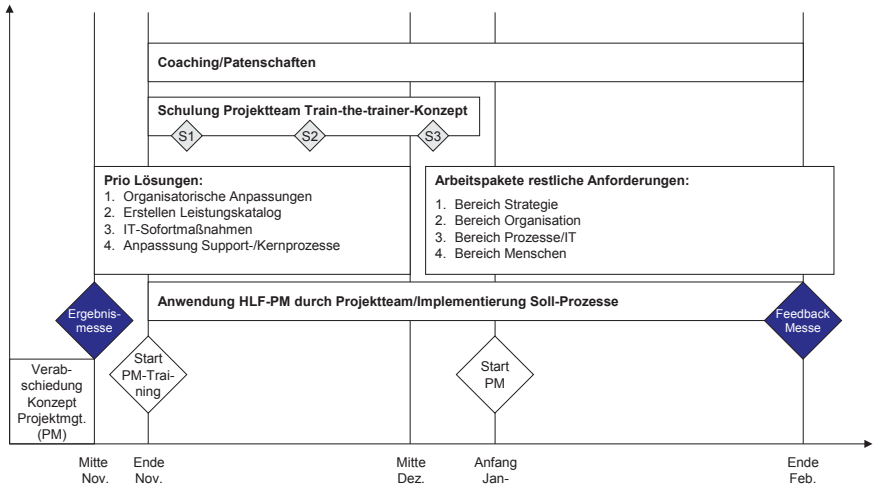 Coaching/Patenschaften
Schulung Projektteam Train-the-trainer-Konzept
S1
S2
S3
Prio Lösungen:
1. Organisatorische Anpassungen
2. Erstellen Leistungskatalog
3. IT-Sofortmaßnahmen
4. Anpasssung Support-/Kernprozesse
Arbeitspakete restliche Anforderungen:
1. Bereich Strategie
2. Bereich Organisation
3. Bereich Prozesse/IT
4. Bereich Menschen
Anwendung HLF-PM durch Projektteam/Implementierung Soll-Prozesse
Ergebnis-
messe
Feedback
Messe
Verab-
schiedung
Konzept
Projektmgt.
(PM)
Start
PM-Trai-
ning
Start
PM
Mitte
Nov.
Ende
Nov.
Mitte
Dez.
Anfang
Jan-
Ende
Feb.